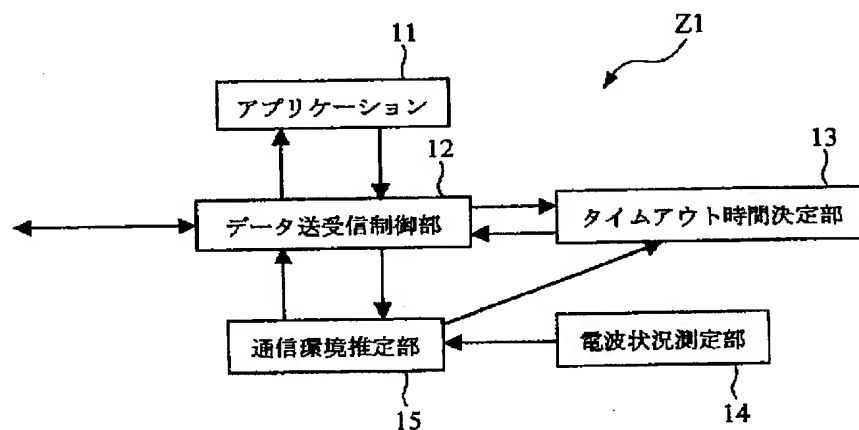 Z1
11
アプリケーション
12
13
データ送受信制御部
タイムアウト時間決定部
通信環境推定部
電波状況測定部
15
14